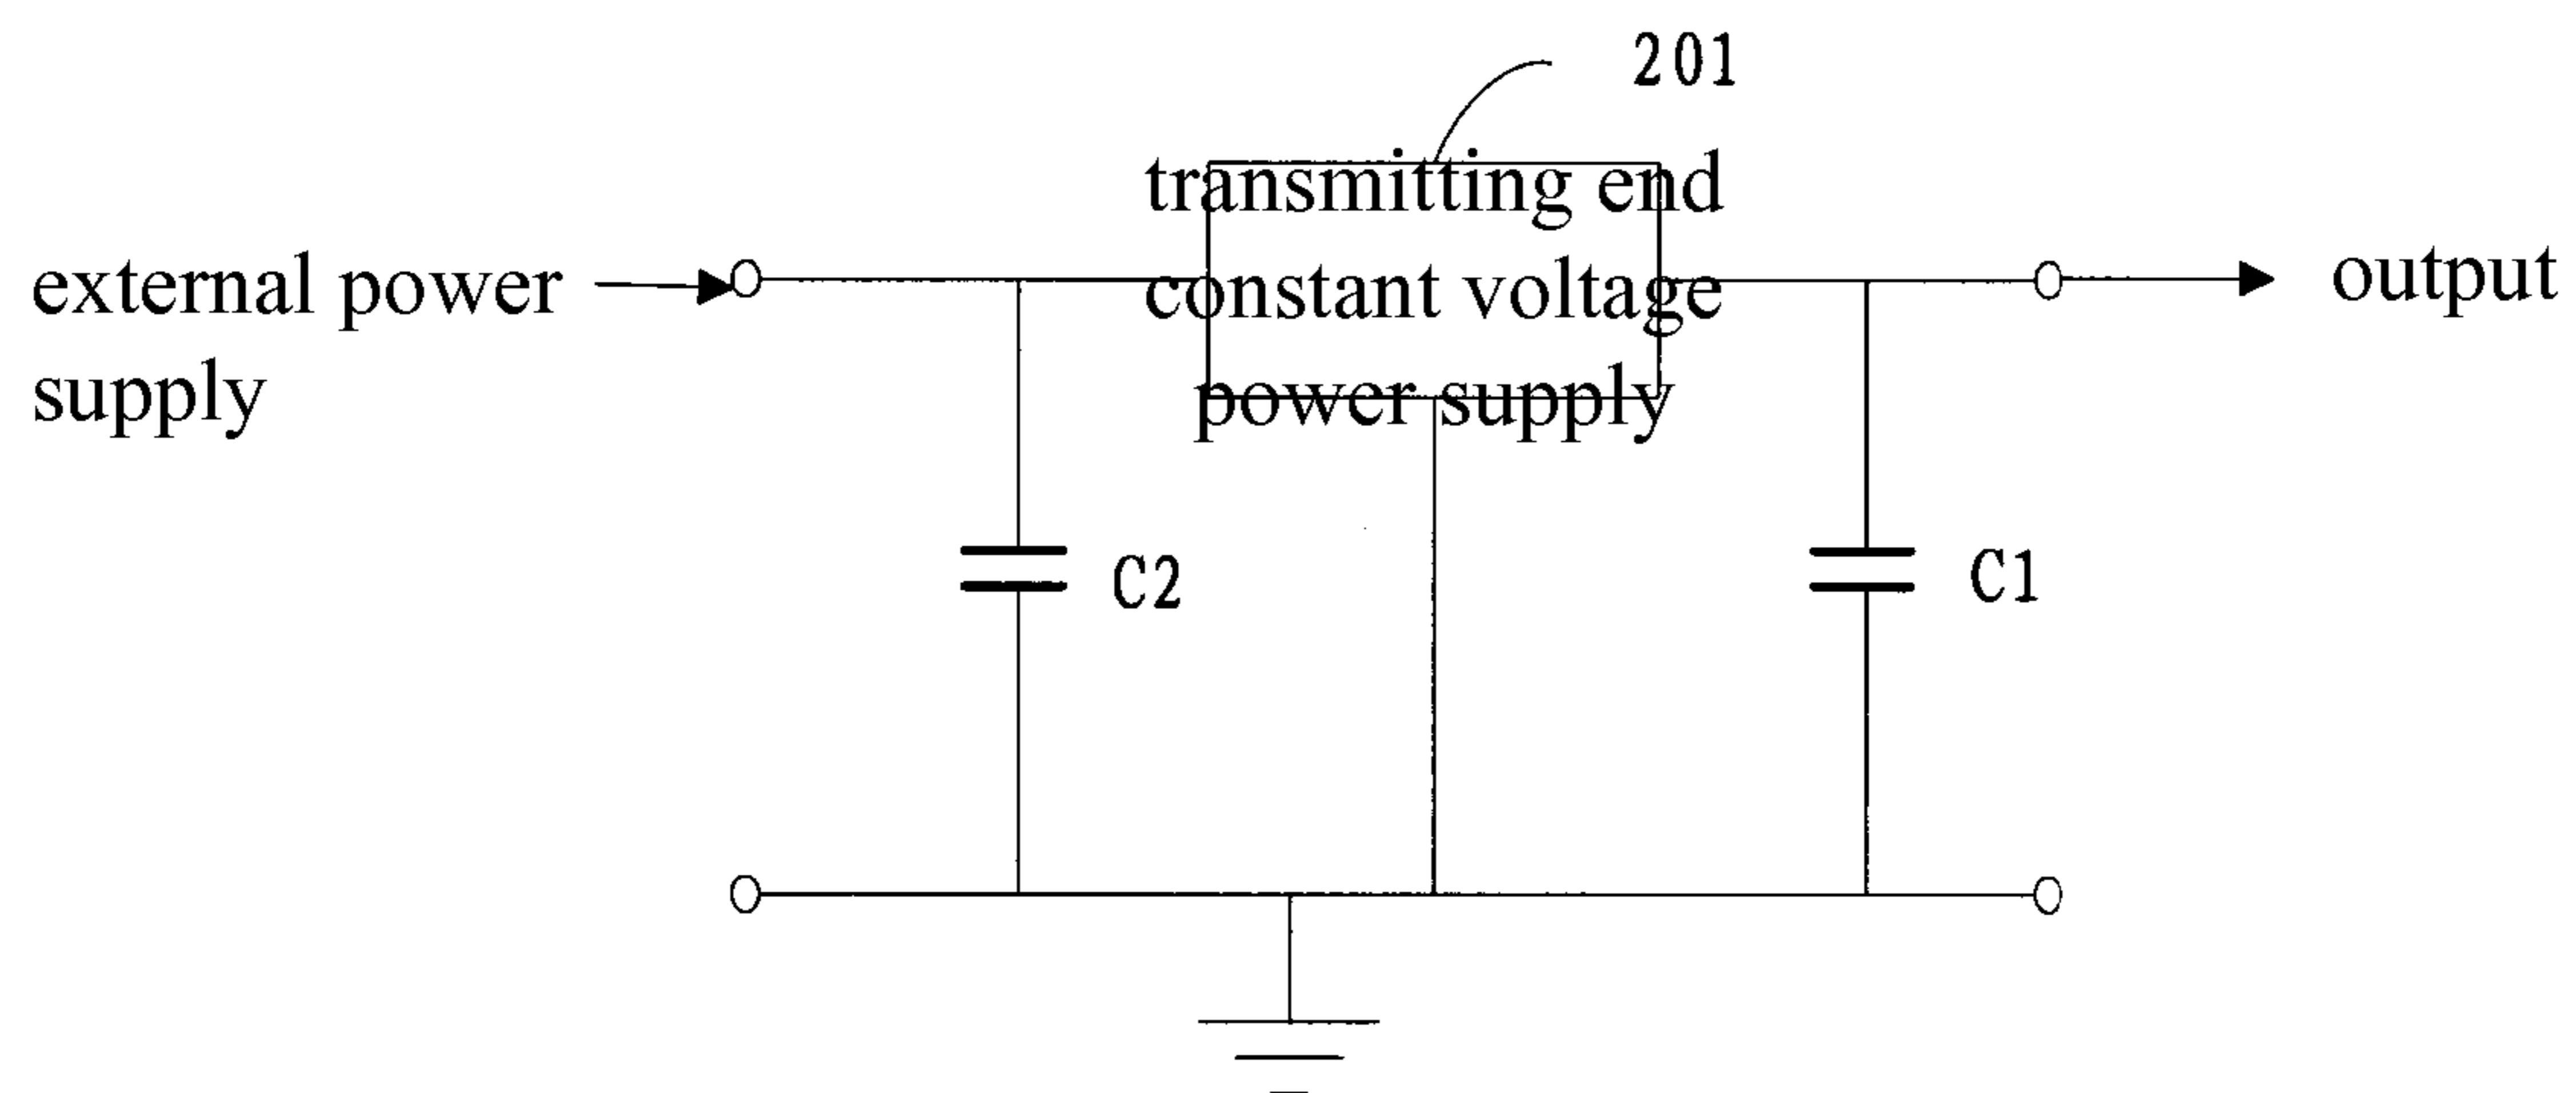 201
transmitting end
constant voltage
power supply
external power
supply
output
C2
C1